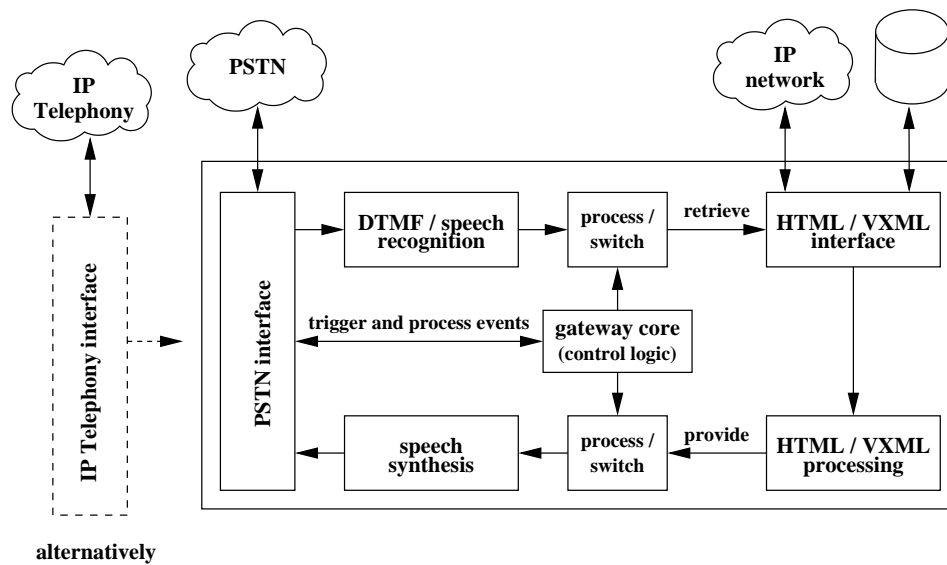 PSTN
IP
network
IP
Telephony
DTMF / speech
recognition
process /
switch
retrieve
HTML / VXML
interface
IP Telephony interface
PSTN interface
trigger and process events
gateway core
(control logic)
speech
synthesis
process /
switch
provide
HTML / VXML
processing
alternatively